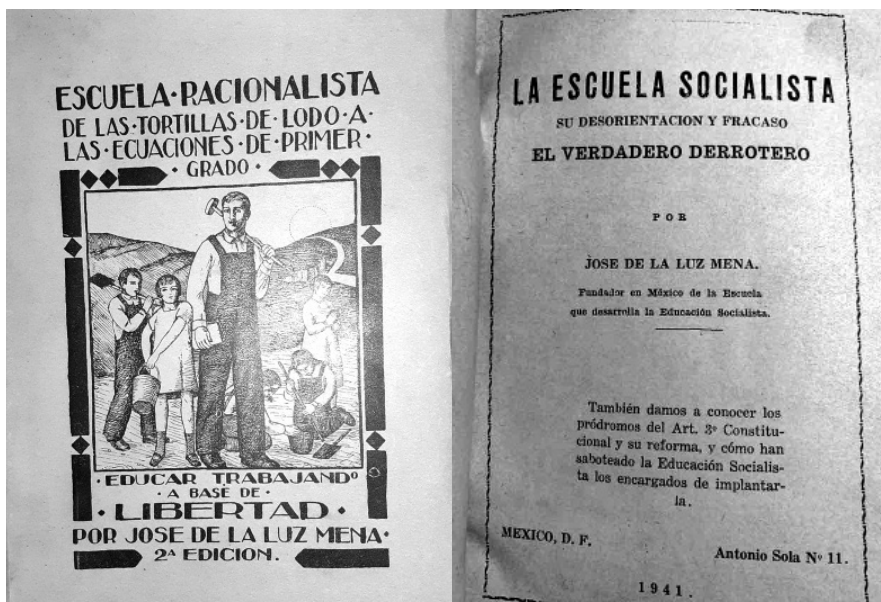 ESCUELA·RACIONALISTA
DE LAS·TORTILLAS·DE·LODO·A·
LAS·ECUACIONES·DE·PRIMER·
·GRADO·
·EDUCAR TRABAJANDO
·A BASE DE·
·LIBERTAD·
POR JOSE DE LA LUZ MENA·
2ᴬ EDICION.
LA ESCUELA SOCIALISTA
SU DESORIENTACION Y FRACASO
EL VERDADERO DERROTERO
POR
JOSE DE LA LUZ MENA.
Fundador en México de la Escuela
que desarrolla la Educación Socialista.
También damos a conocer los
pródromos del Art. 3º Constitu-
cional y su reforma, y cómo han
saboteado la Educación Socialis-
ta los encargados de implantar-
la.
MEXICO, D. F.
Antonio Sola Nº 11.
1941.